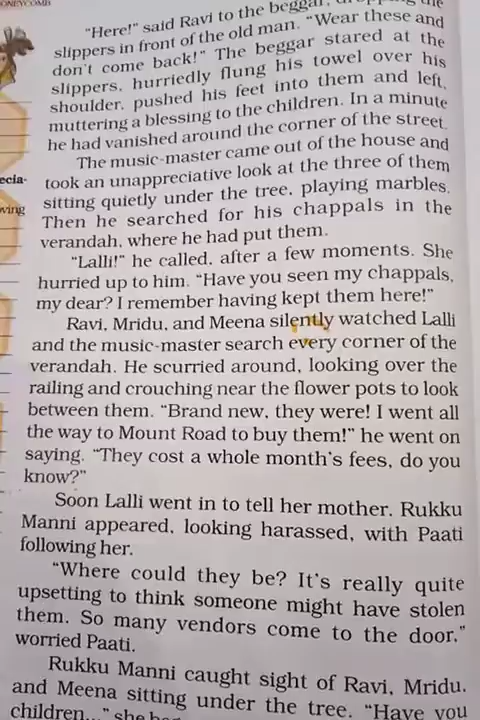 ONEYCOMB
"Here!" said Ravi to the beggar, dropping the
slippers in front of the old man. "Wear these and
don't come back!" The beggar stared at the
slippers, hurriedly flung his towel over his
shoulder, pushed his feet into them and left,
muttering a blessing to the children. In a minute
he had vanished around the corner of the street.
The music-master came out of the house and
took an unappreciative look at the three of them
sitting quietly under the tree, playing marbles.
Then he searched for his chappals in the
verandah, where he had put them.
"Lalli!" he called, after a few moments. She
hurried up to him. "Have you seen my chappals,
my dear? I remember having kept them here!"
Ravi, Mridu, and Meena silently watched Lalli
and the music-master search every corner of the
verandah. He scurried around, looking over the
railing and crouching near the flower pots to look
between them. "Brand new, they were! I went all
the way to Mount Road to buy them!" he went on
saying. "They cost a whole month's fees, do you
know?"
Soon Lalli went in to tell her mother. Rukku
Manni appeared, looking harassed, with Paati
following her.
"Where could they be? It's really quite
upsetting to think someone might have stolen
them. So many vendors come to the door,"
worried Paati.
Rukku Manni caught sight of Ravi, Mridu,
and Meena sitting under the tree. "Have you
children..." she
ecia-
ving